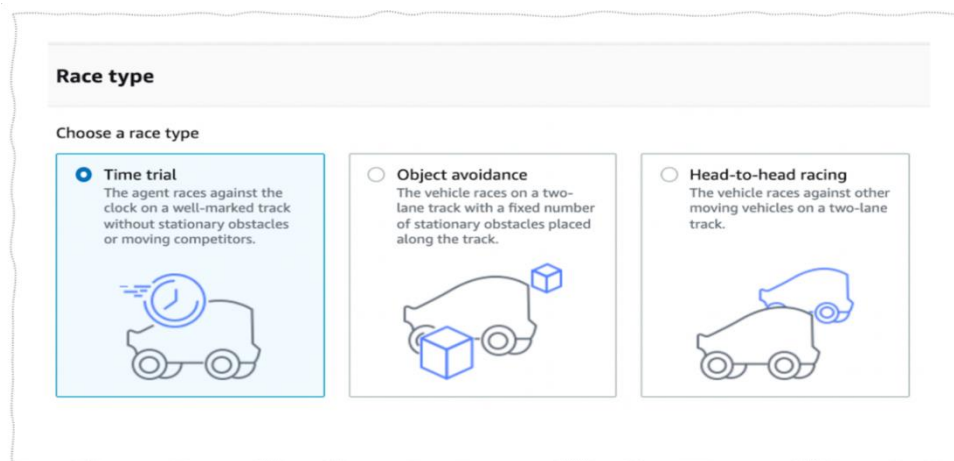 Race type
Choose a race type
Time trial
The agent races against the
clock on a well-marked track
without stationary obstacles
or moving competitors.
Object avoidance
The vehicle races on a two-
lane track with a fixed number
of stationary obstacles placed
along the track.
Head-to-head racing
The vehicle races against other
moving vehicles on a two-lane
track.